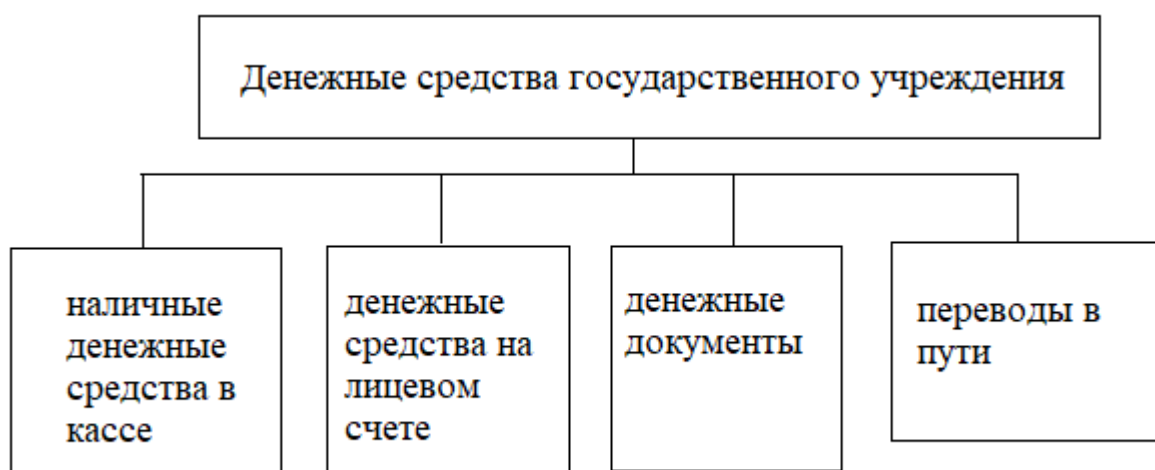 Денежные средства государственного учреждения
наличные
денежные
средства в
кассе
денежные
средства на
лицевом
счете
денежные
документы
переводы в
пути